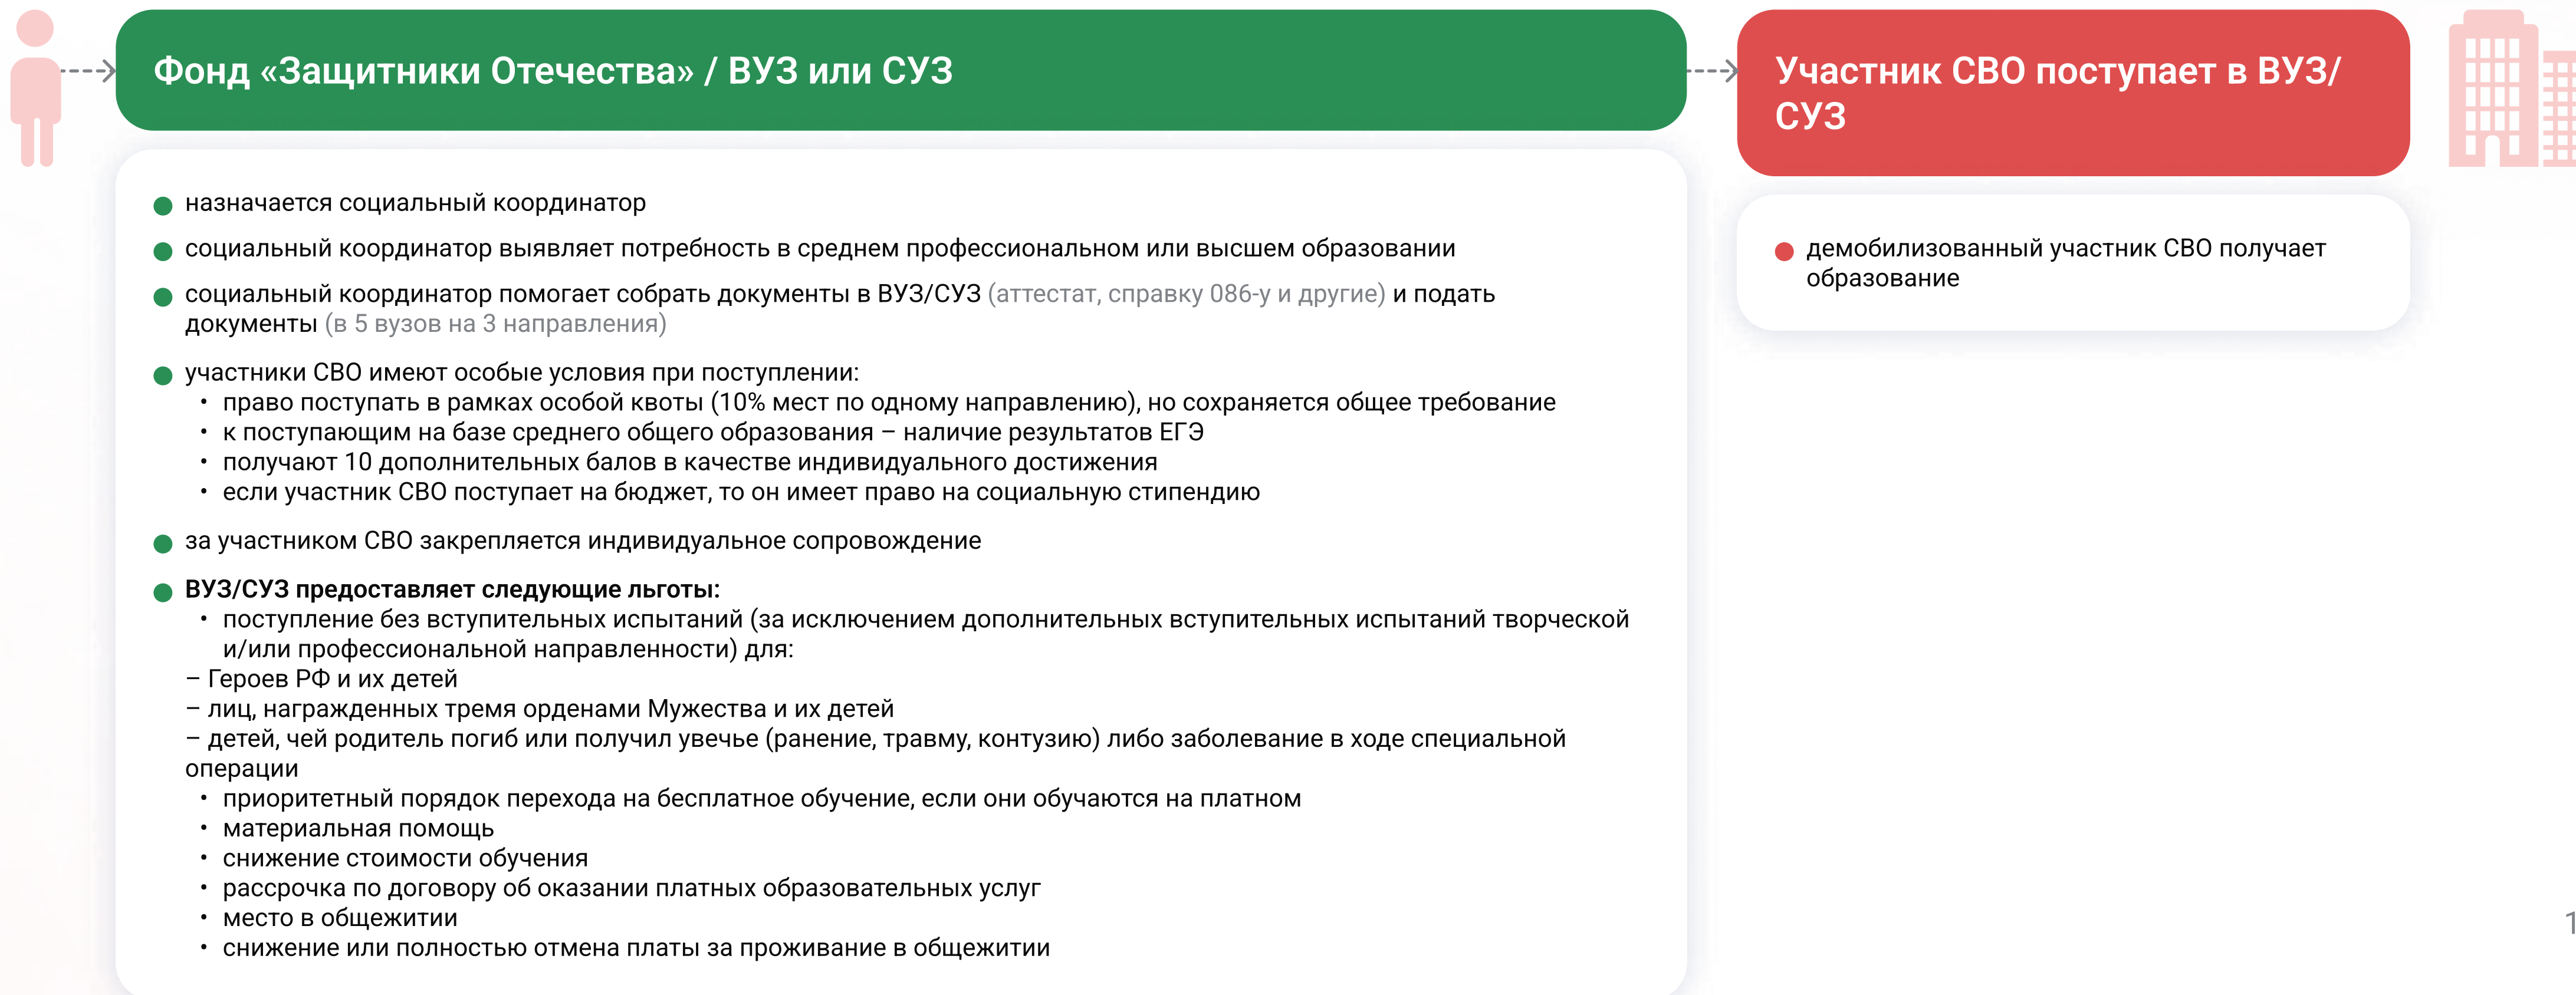 Фонд «Защитники Отечества» / ВУЗ или СУЗ
назначается социальный координатор
социальный координатор выявляет потребность в среднем профессиональном или высшем образовании
социальный координатор помогает собрать документы в ВУЗ/СУЗ (аттестат, справку 086-у и другие) и подать
документы (в 5 вузов на 3 направления)
участники СВО имеют особые условия при поступлении:
• право поступать в рамках особой квоты (10% мест по одному направлению), но сохраняется общее требование
• к поступающим на базе среднего общего образования – наличие результатов ЕГЭ
• получают 10 дополнительных балов в качестве индивидуального достижения
• если участник СВО поступает на бюджет, то он имеет право на социальную стипендию
за участником СВО закрепляется индивидуальное сопровождение
ВУЗ/СУЗ предоставляет следующие льготы:
• поступление без вступительных испытаний (за исключением дополнительных вступительных испытаний творческой
и/или профессиональной направленности) для:
– Героев РФ и их детей
– лиц, награжденных тремя орденами Мужества и их детей
– детей, чей родитель погиб или получил увечье (ранение, травму, контузию) либо заболевание в ходе специальной
операции
• приоритетный порядок перехода на бесплатное обучение, если они обучаются на платном
• материальная помощь
• снижение стоимости обучения
• рассрочка по договору об оказании платных образовательных услуг
• место в общежитии
• снижение или полностью отмена платы за проживание в общежитии
Участник СВО поступает в ВУЗ/
СУЗ
демобилизованный участник СВО получает
образование
1